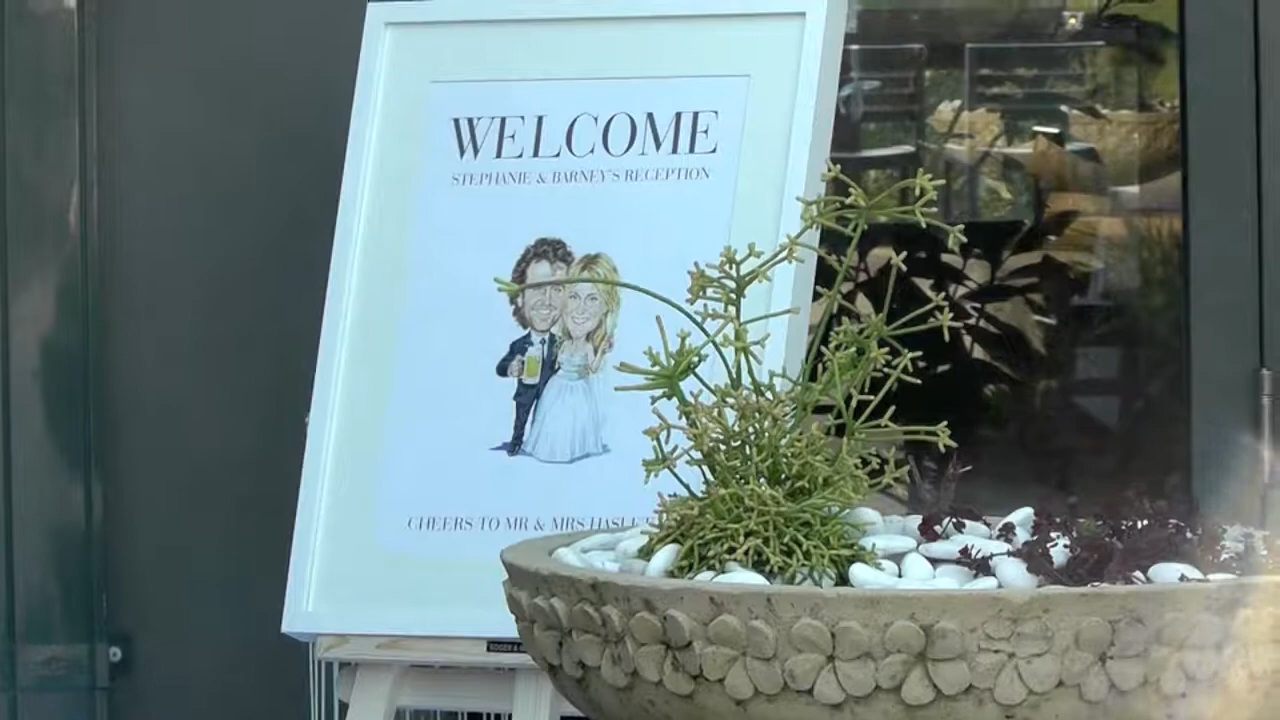 WELCOME
STEPHANIE & BARNEY'S RECEPTION
CHEERS TO MR & MRS